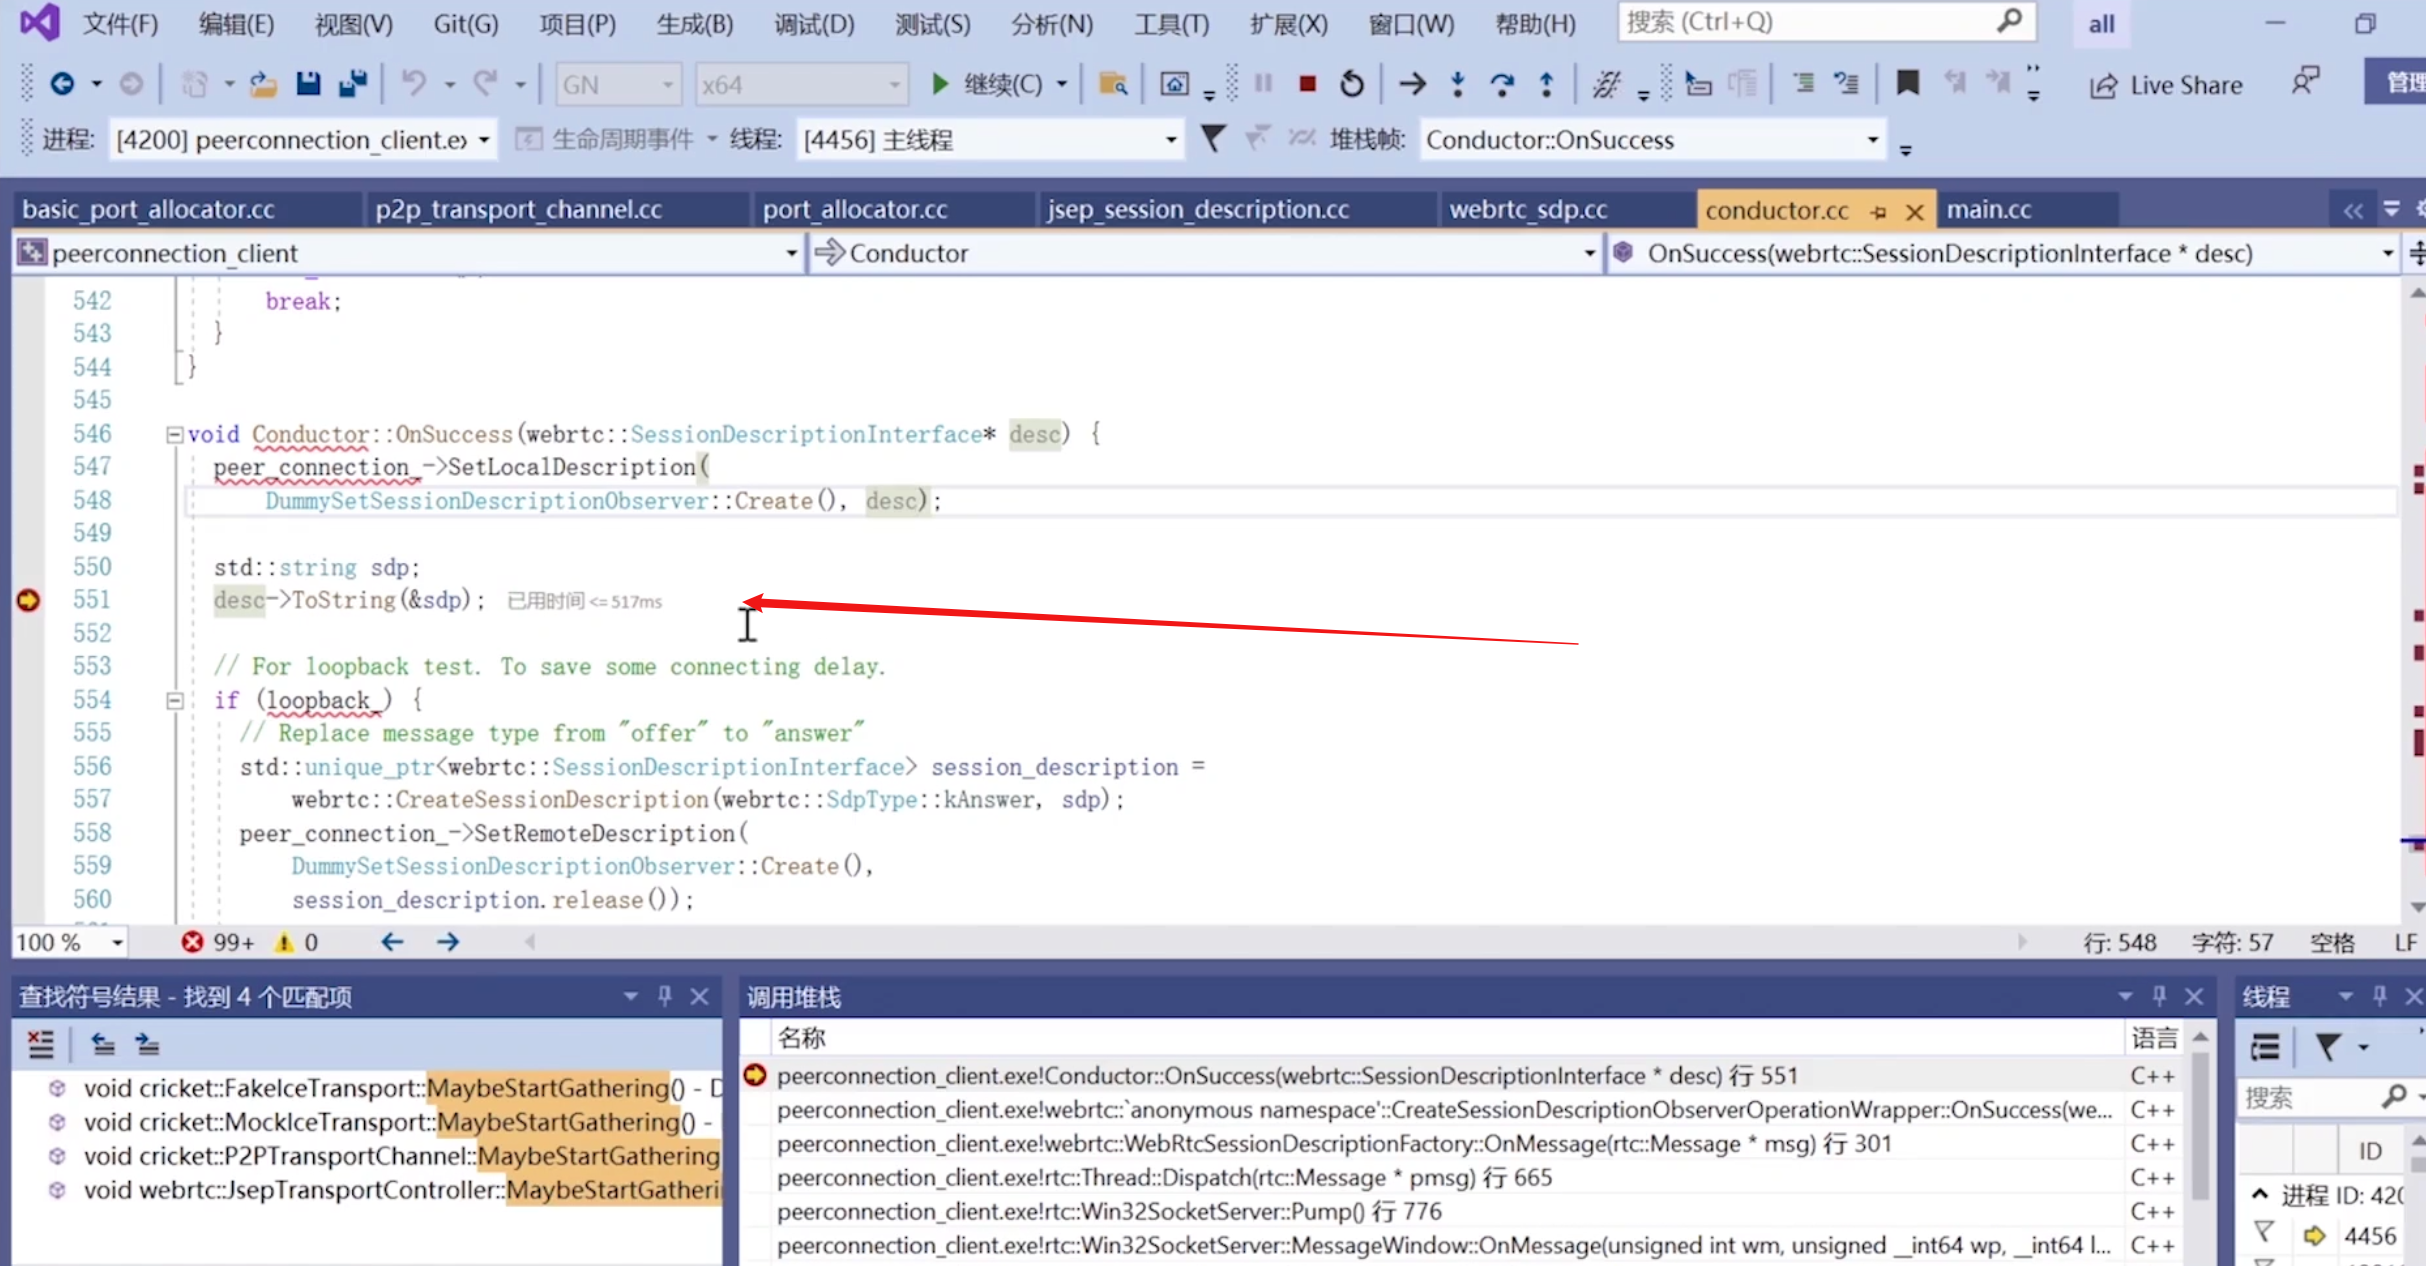 文件(F) 编辑(E) 视图(V) Git(G) 项目(P) 生成(B) 调试(D) 测试(S) 分析(N) 工具(T) 扩展(X) 窗口(W) 帮助(H) 搜索 (Ctrl+Q) all
GN x64 继续(C) Live Share 管理
进程: [4200] peerconnection_client.ex 生命周期事件 线程: [4456] 主线程 堆栈帧: Conductor::OnSuccess
basic_port_allocator.cc p2p_transport_channel.cc port_allocator.cc jsep_session_description.cc webrtc_sdp.cc conductor.cc main.cc
peerconnection_client Conductor OnSuccess(webrtc::SessionDescriptionInterface * desc)
542 break;
543 }
544 }
545
546 void Conductor::OnSuccess(webrtc::SessionDescriptionInterface* desc) {
547 peer_connection_->SetLocalDescription(
548 DummySetSessionDescriptionObserver::Create(), desc);
549
550 std::string sdp;
551 desc->ToString(&sdp); 已用时间 <= 517ms
552
553 // For loopback test. To save some connecting delay.
554 if (loopback_) {
555 // Replace message type from "offer" to "answer"
556 std::unique_ptr<webrtc::SessionDescriptionInterface> session_description =
557 webrtc::CreateSessionDescription(webrtc::SdpType::kAnswer, sdp);
558 peer_connection_->SetRemoteDescription(
559 DummySetSessionDescriptionObserver::Create(),
560 session_description.release());
100 % 99+ 0 行: 548 字符: 57 空格 LF
查找符号结果 - 找到 4 个匹配项
void cricket::FakeIceTransport::MaybeStartGathering() - D
void cricket::MockIceTransport::MaybeStartGathering() -
void cricket::P2PTransportChannel::MaybeStartGathering
void webrtc::JsepTransportController::MaybeStartGatheri
调用堆栈
名称 语言
peerconnection_client.exe!Conductor::OnSuccess(webrtc::SessionDescriptionInterface * desc) 行 551 C++
peerconnection_client.exe!webrtc::`anonymous namespace'::CreateSessionDescriptionObserverOperationWrapper::OnSuccess(we... C++
peerconnection_client.exe!webrtc::WebRtcSessionDescriptionFactory::OnMessage(rtc::Message * msg) 行 301 C++
peerconnection_client.exe!rtc::Thread::Dispatch(rtc::Message * pmsg) 行 665 C++
peerconnection_client.exe!rtc::Win32SocketServer::Pump() 行 776 C++
peerconnection_client.exe!rtc::Win32SocketServer::MessageWindow::OnMessage(unsigned int wm, unsigned __int64 wp, __int64 l... C++
线程
搜索
ID
进程 ID: 420
4456